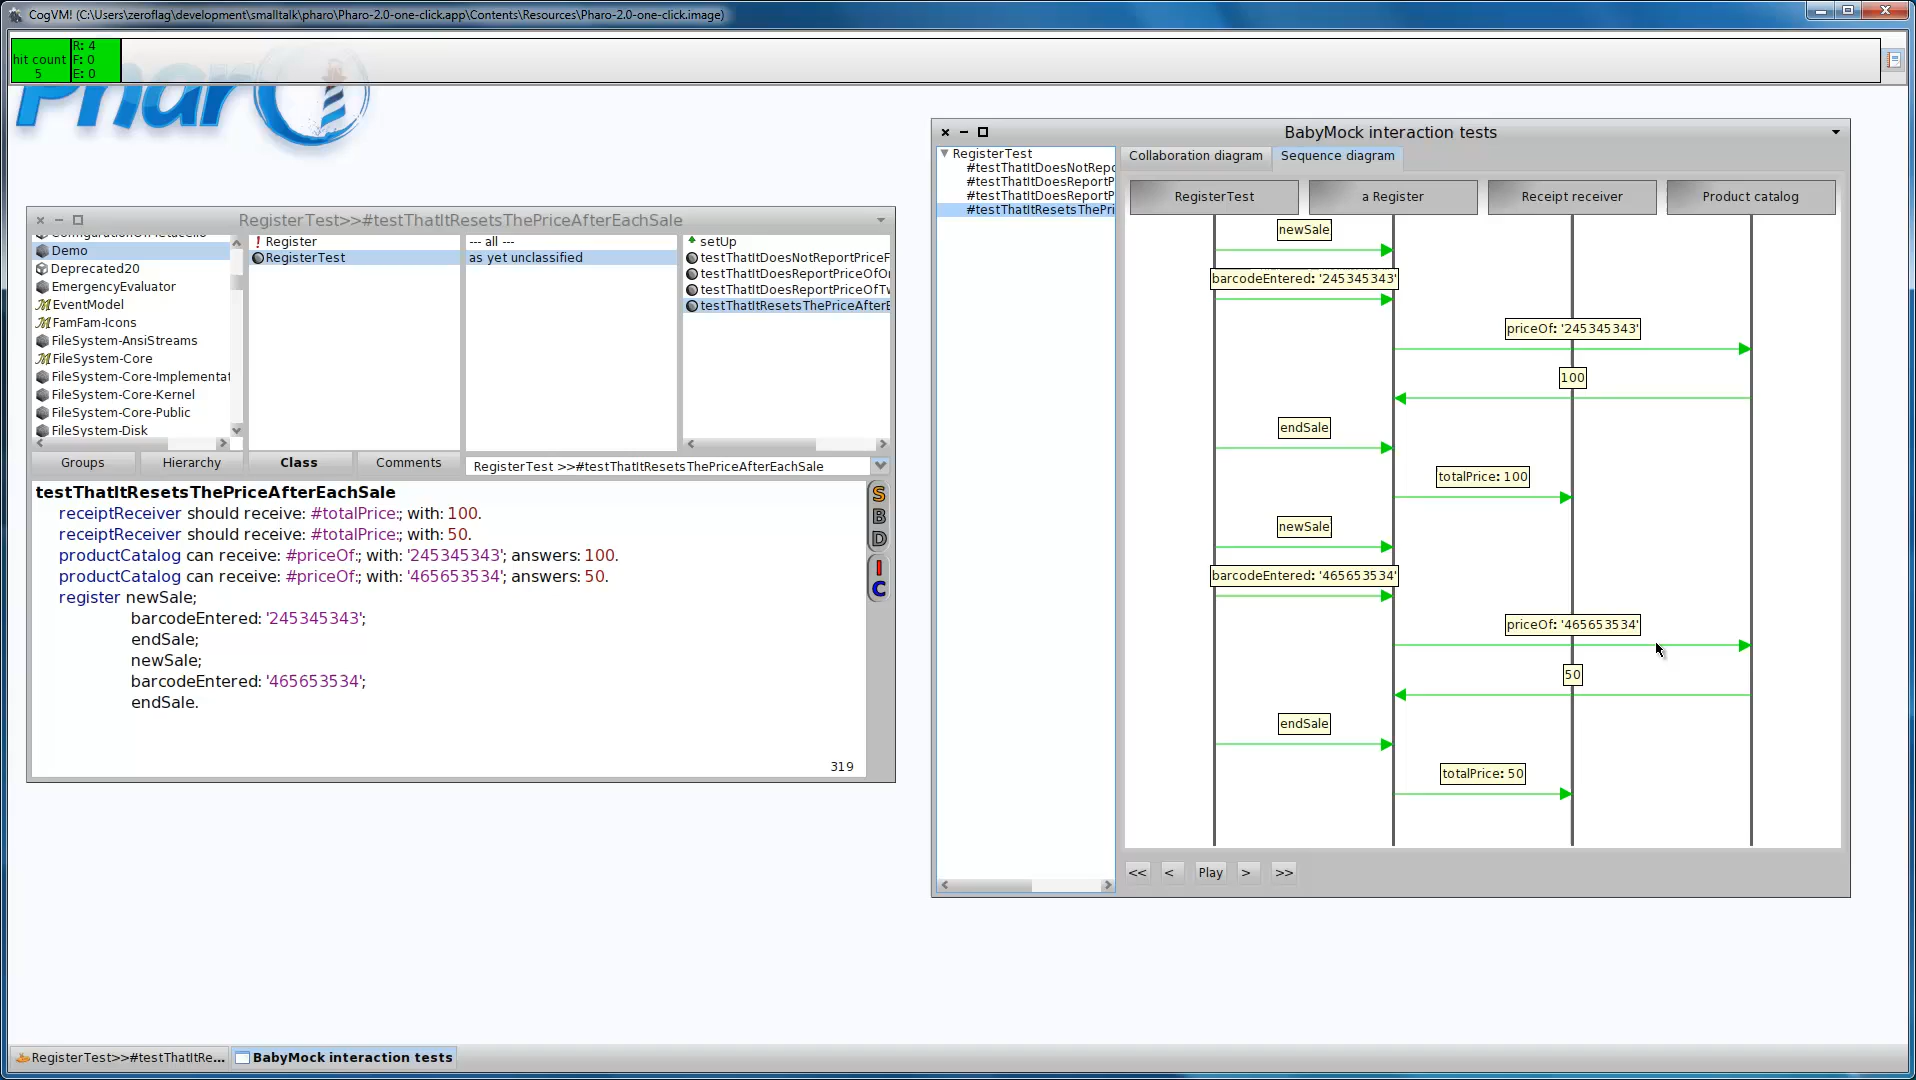 CogVM! (C:\Users\zeroflag\development\smalltalk\pharo\Pharo-2.0-one-click.app\Contents\Resources\Pharo-2.0-one-click.image)
hit count
5
R: 4
F: 0
E: 0
Pharo
RegisterTest>>#testThatItResetsThePriceAfterEachSale
Demo
Deprecated20
EmergencyEvaluator
EventModel
FamFam-Icons
FileSystem-AnsiStreams
FileSystem-Core
FileSystem-Core-Implementat
FileSystem-Core-Kernel
FileSystem-Core-Public
FileSystem-Disk
! Register
RegisterTest
--- all ---
as yet unclassified
setUp
testThatItDoesNotReportPriceF
testThatItDoesReportPriceOfO
testThatItDoesReportPriceOfTw
testThatItResetsThePriceAfterE
Groups
Hierarchy
Class
Comments
RegisterTest >>#testThatItResetsThePriceAfterEachSale
testThatItResetsThePriceAfterEachSale
receiptReceiver should receive: #totalPrice:; with: 100.
receiptReceiver should receive: #totalPrice:; with: 50.
productCatalog can receive: #priceOf:; with: '245345343'; answers: 100.
productCatalog can receive: #priceOf:; with: '465653534'; answers: 50.
register newSale;
barcodeEntered: '245345343';
endSale;
newSale;
barcodeEntered: '465653534';
endSale.
319
S
B
D
I
C
BabyMock interaction tests
RegisterTest
#testThatItDoesNotRepo
#testThatItDoesReportP
#testThatItDoesReportP
#testThatItResetsThePri
Collaboration diagram
Sequence diagram
RegisterTest
a Register
Receipt receiver
Product catalog
newSale
barcodeEntered: '245345343'
priceOf: '245345343'
100
endSale
totalPrice: 100
newSale
barcodeEntered: '465653534'
priceOf: '465653534'
50
endSale
totalPrice: 50
<<
<
Play
>
>>
RegisterTest>>#testThatItRe...
BabyMock interaction tests